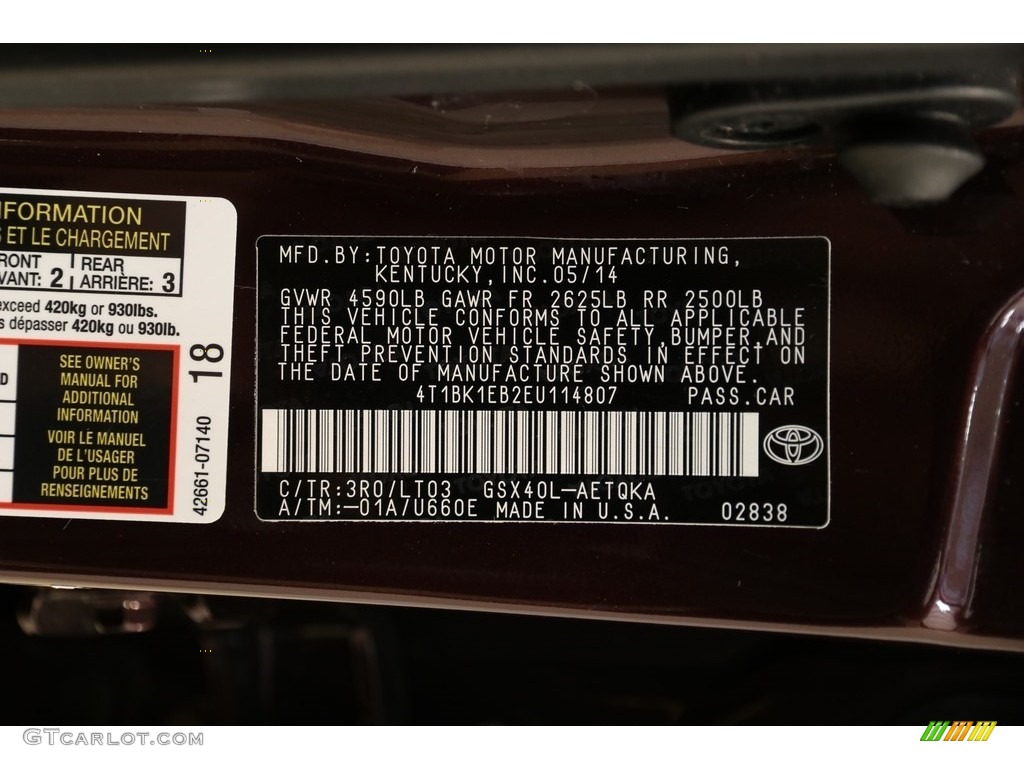 NFORMATION
S ET LE CHARGEMENT
RONT
VANT: 2
REAR
ARRIÈRE: 3
exceed 420kg or 930lbs.
s dépasser 420kg ou 930lb.
D
SEE OWNER'S
MANUAL FOR
ADDITIONAL
INFORMATION
VOIR LE MANUEL
DE L'USAGER
POUR PLUS DE
RENSEIGNEMENTS
42661-07140 18
MFD.BY:TOYOTA MOTOR MANUFACTURING,
KENTUCKY,INC.05/14
GVWR 4590LB GAWR FR 2625LB RR 2500LB
THIS VEHICLE CONFORMS TO ALL APPLICABLE
FEDERAL MOTOR VEHICLE SAFETY,BUMPER,AND
THEFT PREVENTION STANDARDS IN EFFECT ON
THE DATE OF MANUFACTURE SHOWN ABOVE.
4T1BK1EB2EU114807 PASS.CAR
C/TR:3R0/LT03 GSX40L-AETQKA
A/TM:-01A/U660E MADE IN U.S.A. 02838
GTcarlot.com